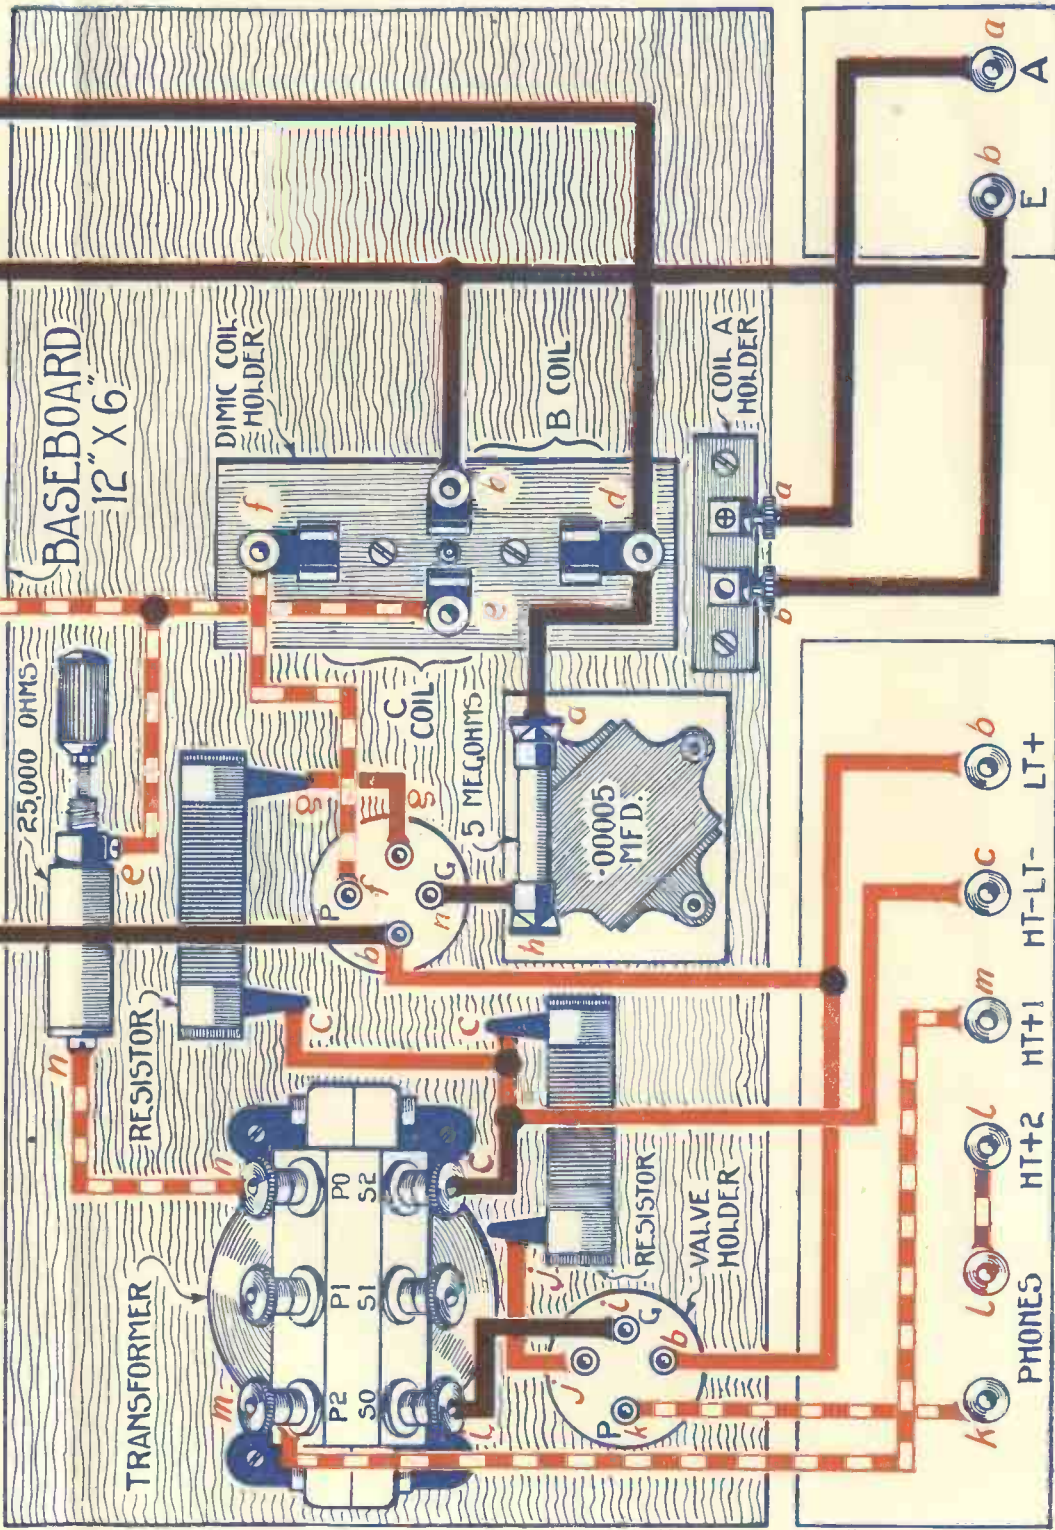 BASEBOARD
12" X 6"
25,000 OHMS
n
e
RESISTOR
TRANSFORMER
m
n
f
DIMIC COIL
HOLDER
P2 P1 P0
S0 S1 S2
c
g
g
P
f
b
G
h
C
COIL
e
b
B COIL
d
i
c
c
5 MEGOHMS
h
d
.00005
MFD.
j
RESISTOR
VALVE
HOLDER
P
k
j
i
G
b
COIL A
HOLDER
b
a
k
l
l
m
c
b
b
a
PHONES
HT+2
HT+1
HT-LT-
LT+
E
A